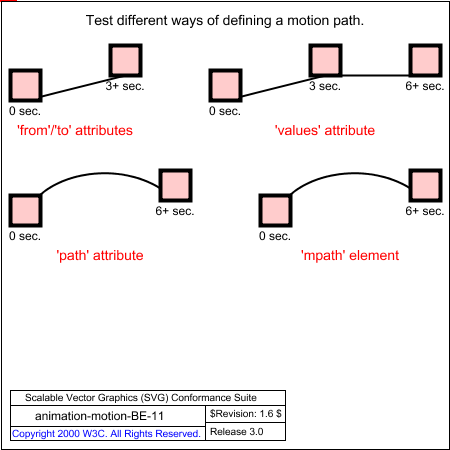 Test different ways of defining a motion path.
0 sec.
3+ sec.
0 sec.
3 sec.
6+ sec.
'from'/'to' attributes
'values' attribute
0 sec.
6+ sec.
0 sec.
6+ sec.
'path' attribute
'mpath' element
Scalable Vector Graphics (SVG) Conformance Suite
animation-motion-BE-11
$Revision: 1.6 $
Copyright 2000 W3C. All Rights Reserved.
Release 3.0